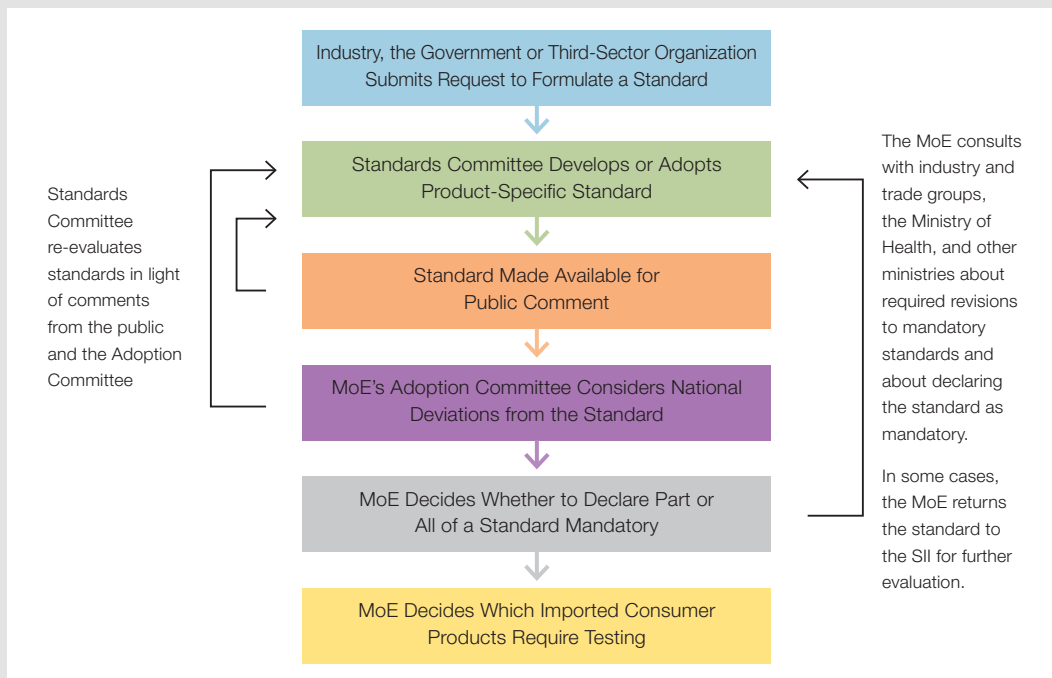 Industry, the Government or Third-Sector Organization
Submits Request to Formulate a Standard
Standards Committee Develops or Adopts
Product-Specific Standard
Standard Made Available for
Public Comment
MoE's Adoption Committee Considers National
Deviations from the Standard
MoE Decides Whether to Declare Part or
All of a Standard Mandatory
MoE Decides Which Imported Consumer
Products Require Testing
Standards
Committee
re-evaluates
standards in light
of comments
from the public
and the Adoption
Committee
The MoE consults
with industry and
trade groups,
the Ministry of
Health, and other
ministries about
required revisions
to mandatory
standards and
about declaring
the standard as
mandatory.
In some cases,
the MoE returns
the standard to
the SII for further
evaluation.